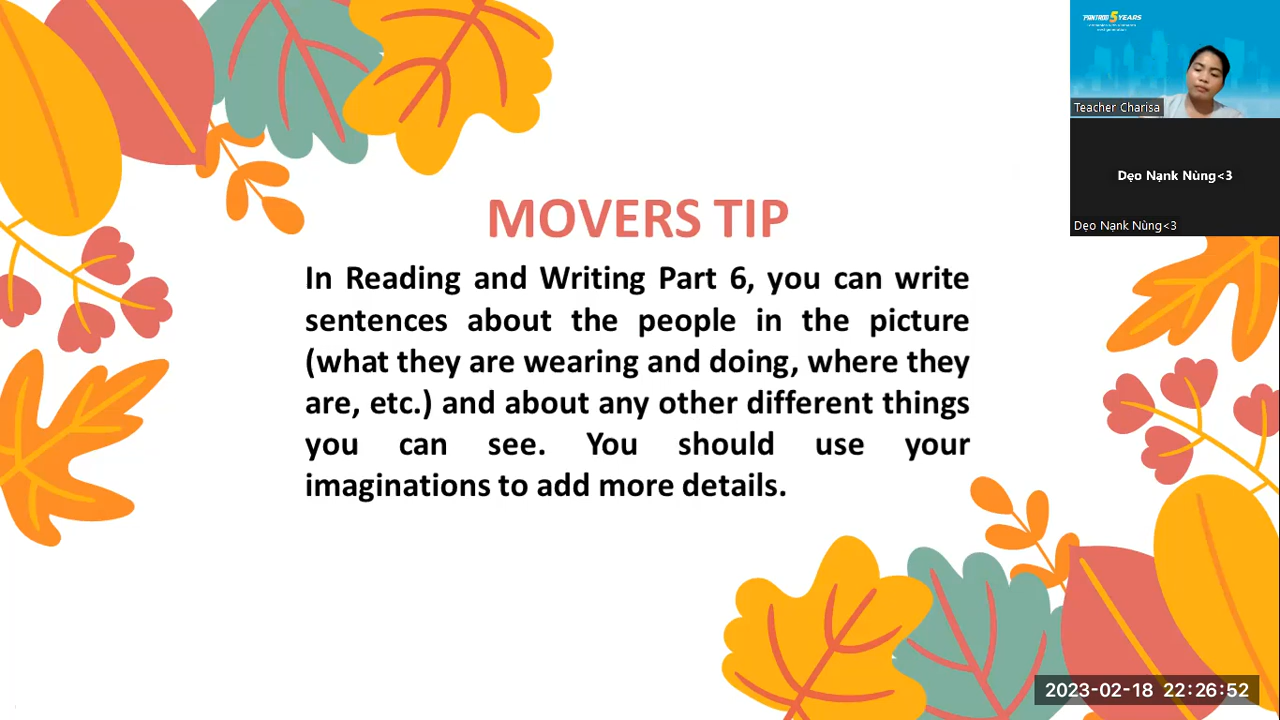 MOVERS TIP
In Reading and Writing Part 6, you can write
sentences about the people in the picture
(what they are wearing and doing, where they
are, etc.) and about any other different things
you can see. You should use your
imaginations to add more details.
5 YEARS
Teacher Charisa
Dẹo Nạnk Nùng<3
Dẹo Nạnk Nùng<3
2023-02-18 22:26:52